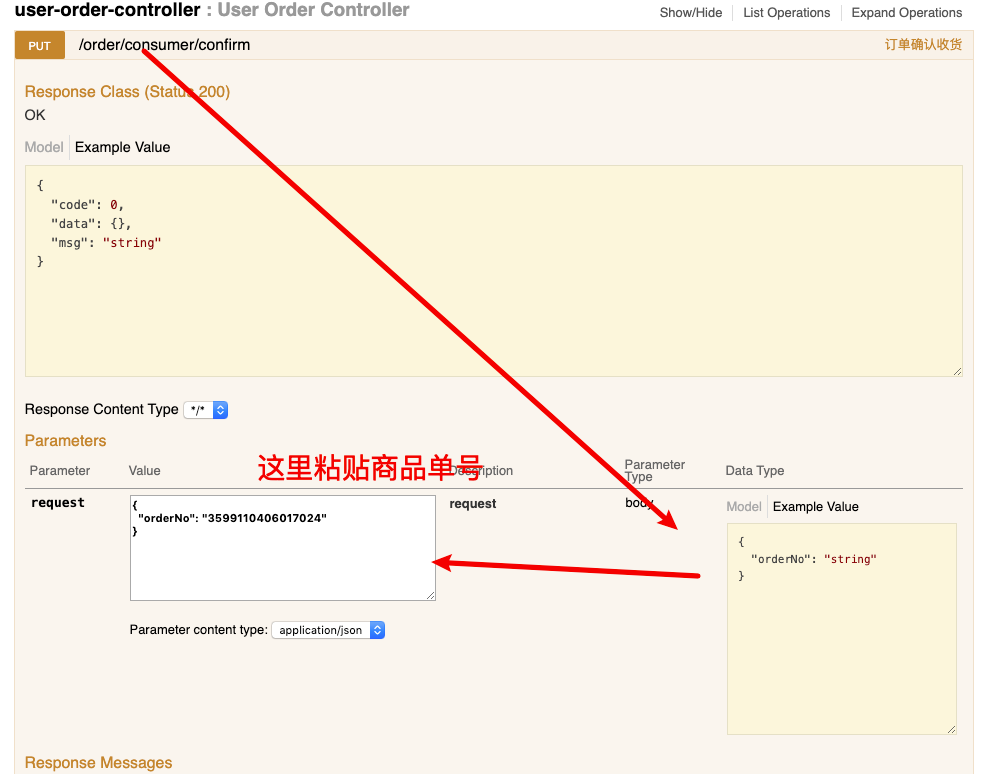 user-order-controller : User Order Controller
Show/Hide
List Operations
Expand Operations
PUT
/order/consumer/confirm
订单确认收货
Response Class (Status 200)
OK
Model
Example Value
{
"code": 0,
"data": {},
"msg": "string"
}
Response Content Type */*
Parameters
Parameter
Value
这里粘贴商品单号
Description
Parameter
Type
Data Type
request
{
"orderNo": "3599110406017024"
}
request
body
Model
Example Value
{
"orderNo": "string"
}
Parameter content type: application/json
Response Messages